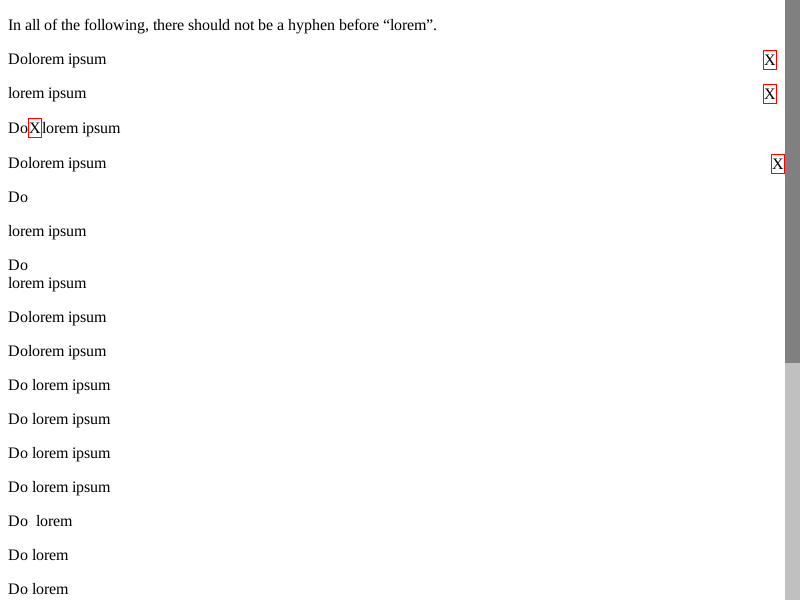 In all of the following, there should not be a hyphen before “lorem”.
Dolorem ipsum X
lorem ipsum X
DoXlorem ipsum
Dolorem ipsum X
Do
lorem ipsum
Do
lorem ipsum
Dolorem ipsum
Dolorem ipsum
Do lorem ipsum
Do lorem ipsum
Do lorem ipsum
Do lorem ipsum
Do  lorem
Do lorem
Do lorem